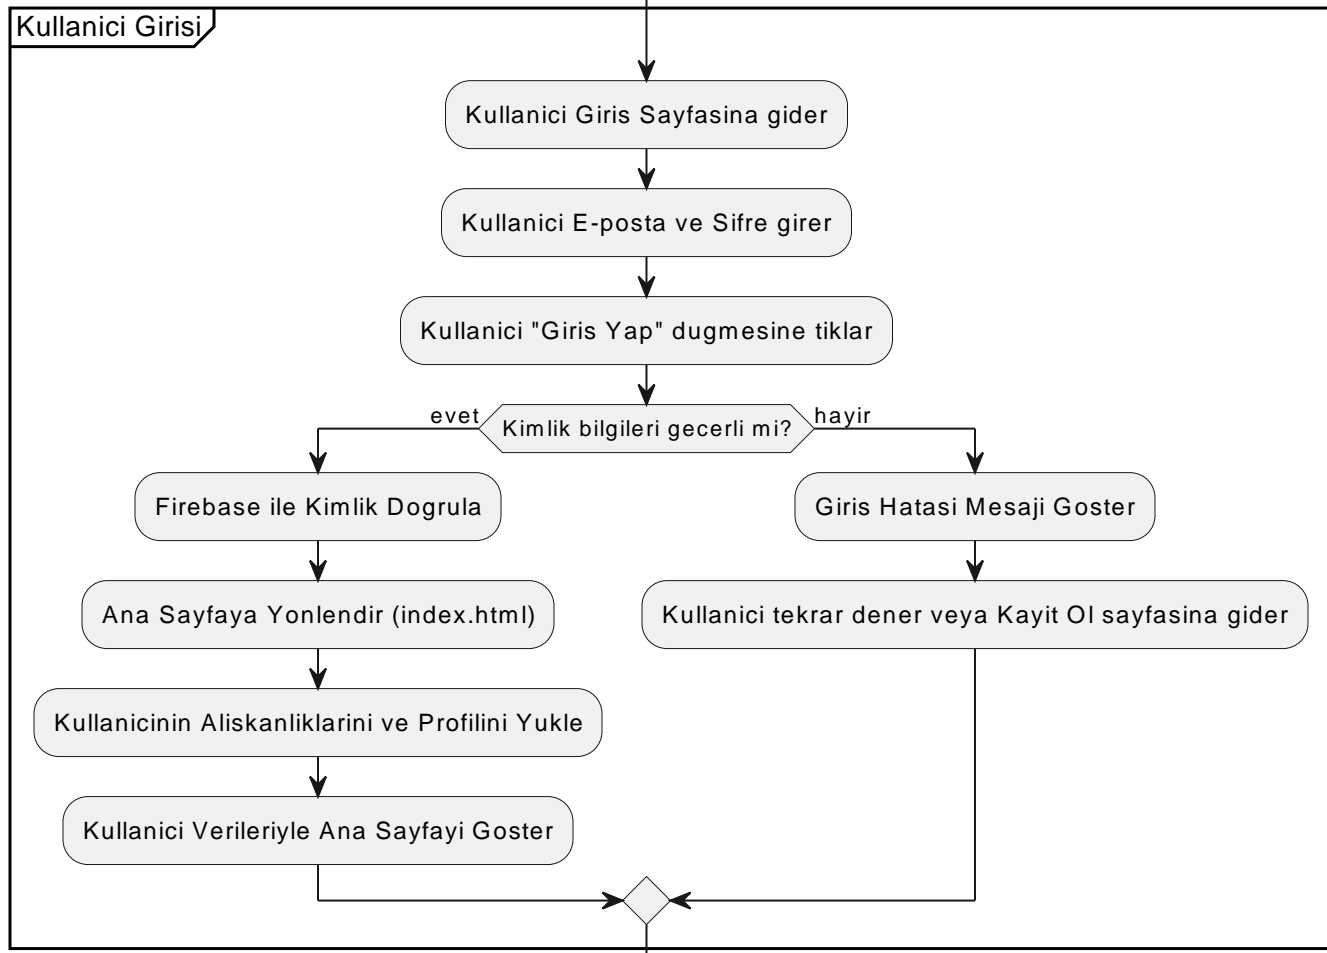 Kullanici Girisi
Kullanici Giris Sayfasina gider
Kullanici E-posta ve Sifre girer
Kullanici "Giris Yap" dugmesine tiklar
evet
Kimlik bilgileri gecerli mi?
hayir
Firebase ile Kimlik Dogrula
Giris Hatasi Mesaji Goster
Ana Sayfaya Yonlendir (index.html)
Kullanici tekrar dener veya Kayit Ol sayfasina gider
Kullanicinin Aliskanliklarini ve Profilini Yukle
Kullanici Verileriyle Ana Sayfayi Goster